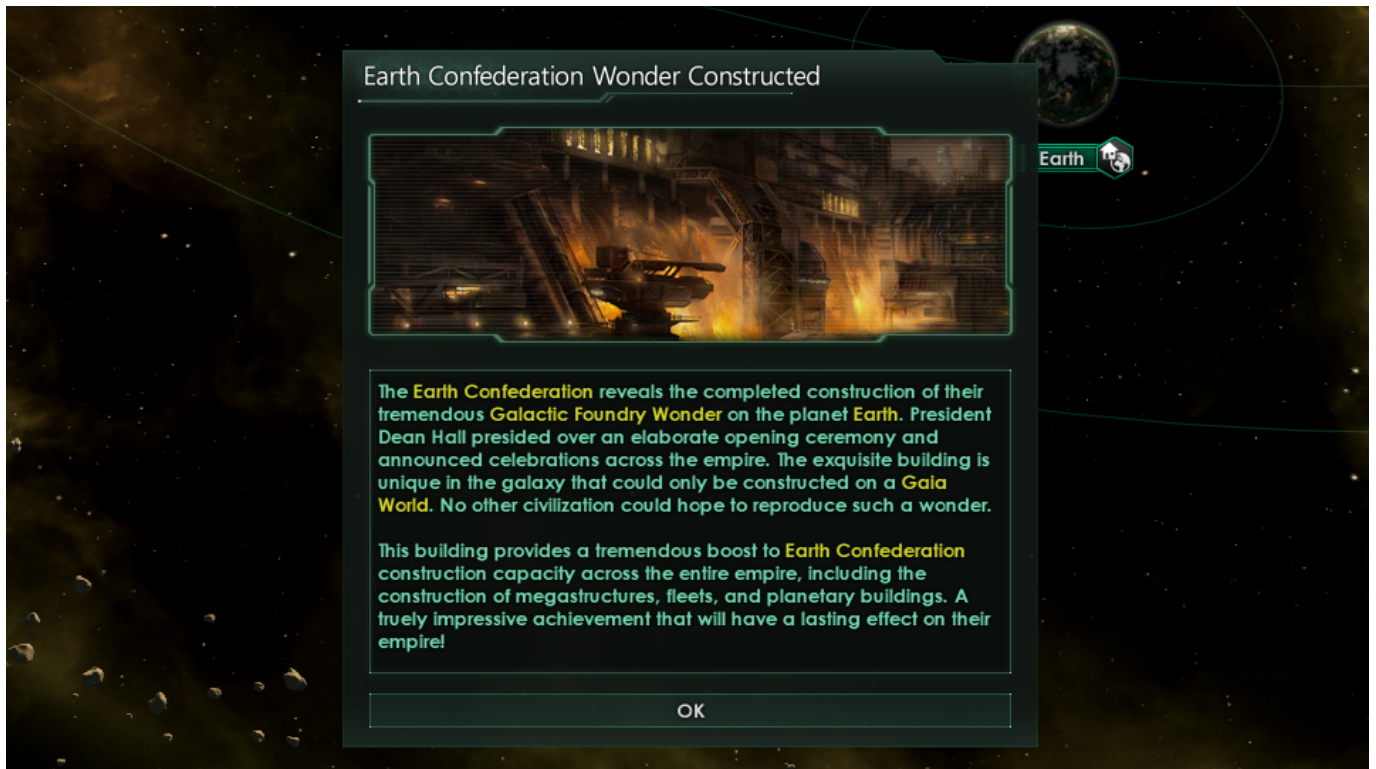 Earth Confederation Wonder Constructed
Earth
The Earth Confederation reveals the completed construction of their
tremendous Galactic Foundry Wonder on the planet Earth. President
Dean Hall presided over an elaborate opening ceremony and
announced celebrations across the empire. The exquisite building is
unique in the galaxy that could only be constructed on a Gaia
World. No other civilization could hope to reproduce such a wonder.
This building provides a tremendous boost to Earth Confederation
construction capacity across the entire empire, including the
construction of megastructures, fleets, and planetary buildings. A
truely impressive achievement that will have a lasting effect on their
empire!
OK